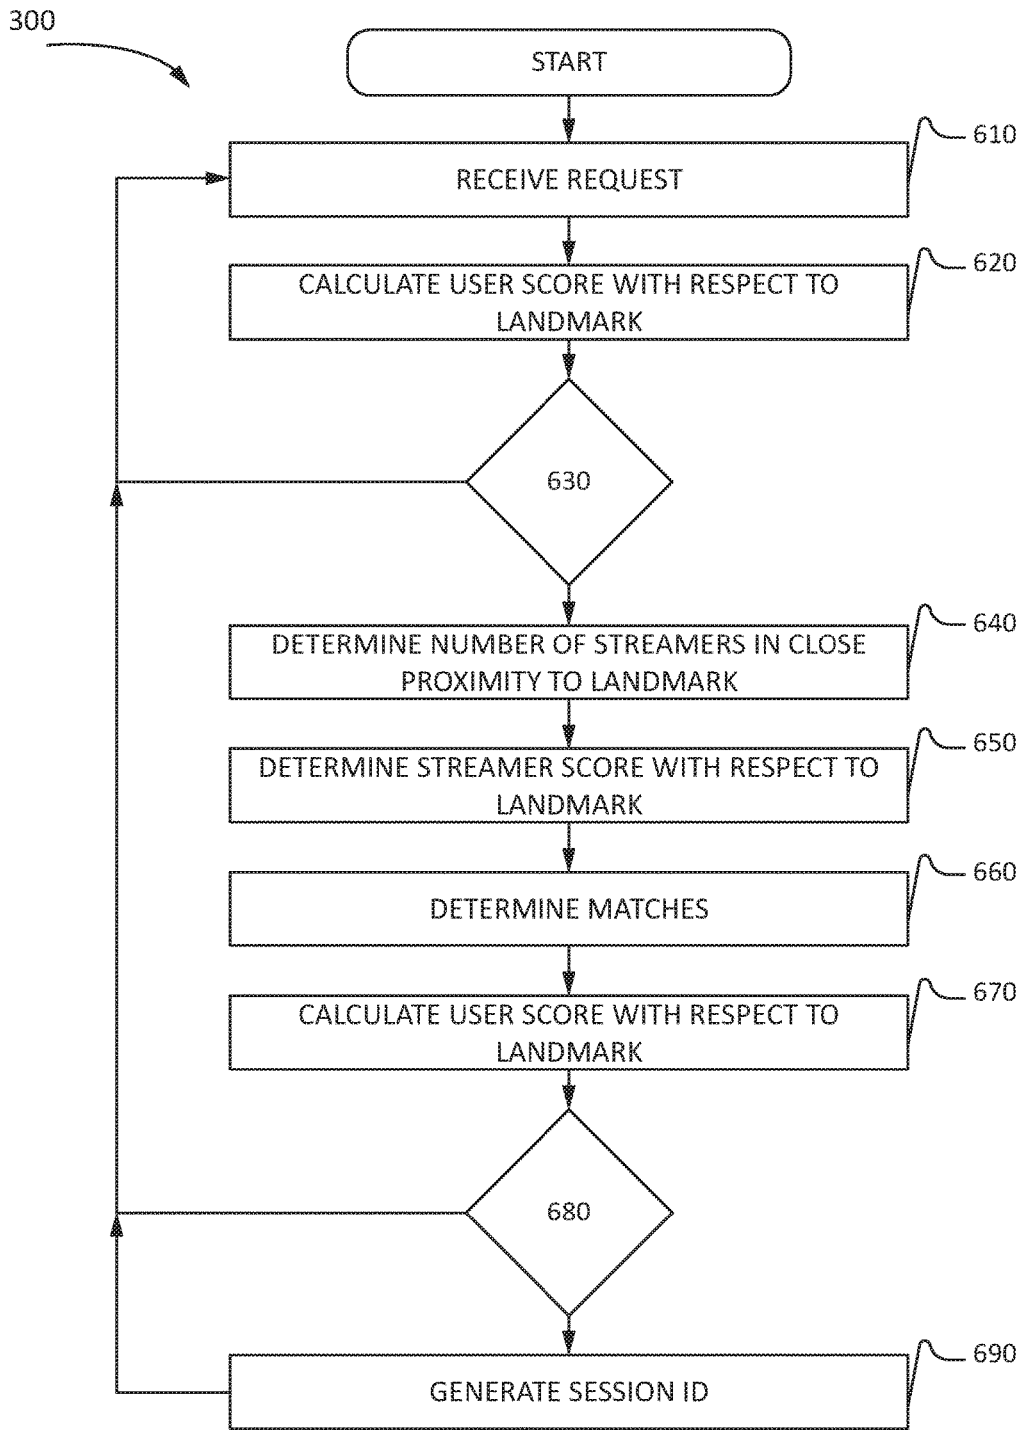 300
START
610
RECEIVE REQUEST
620
CALCULATE USER SCORE WITH RESPECT TO
LANDMARK
630
640
DETERMINE NUMBER OF STREAMERS IN CLOSE
PROXIMITY TO LANDMARK
650
DETERMINE STREAMER SCORE WITH RESPECT TO
LANDMARK
660
DETERMINE MATCHES
670
CALCULATE USER SCORE WITH RESPECT TO
LANDMARK
680
690
GENERATE SESSION ID